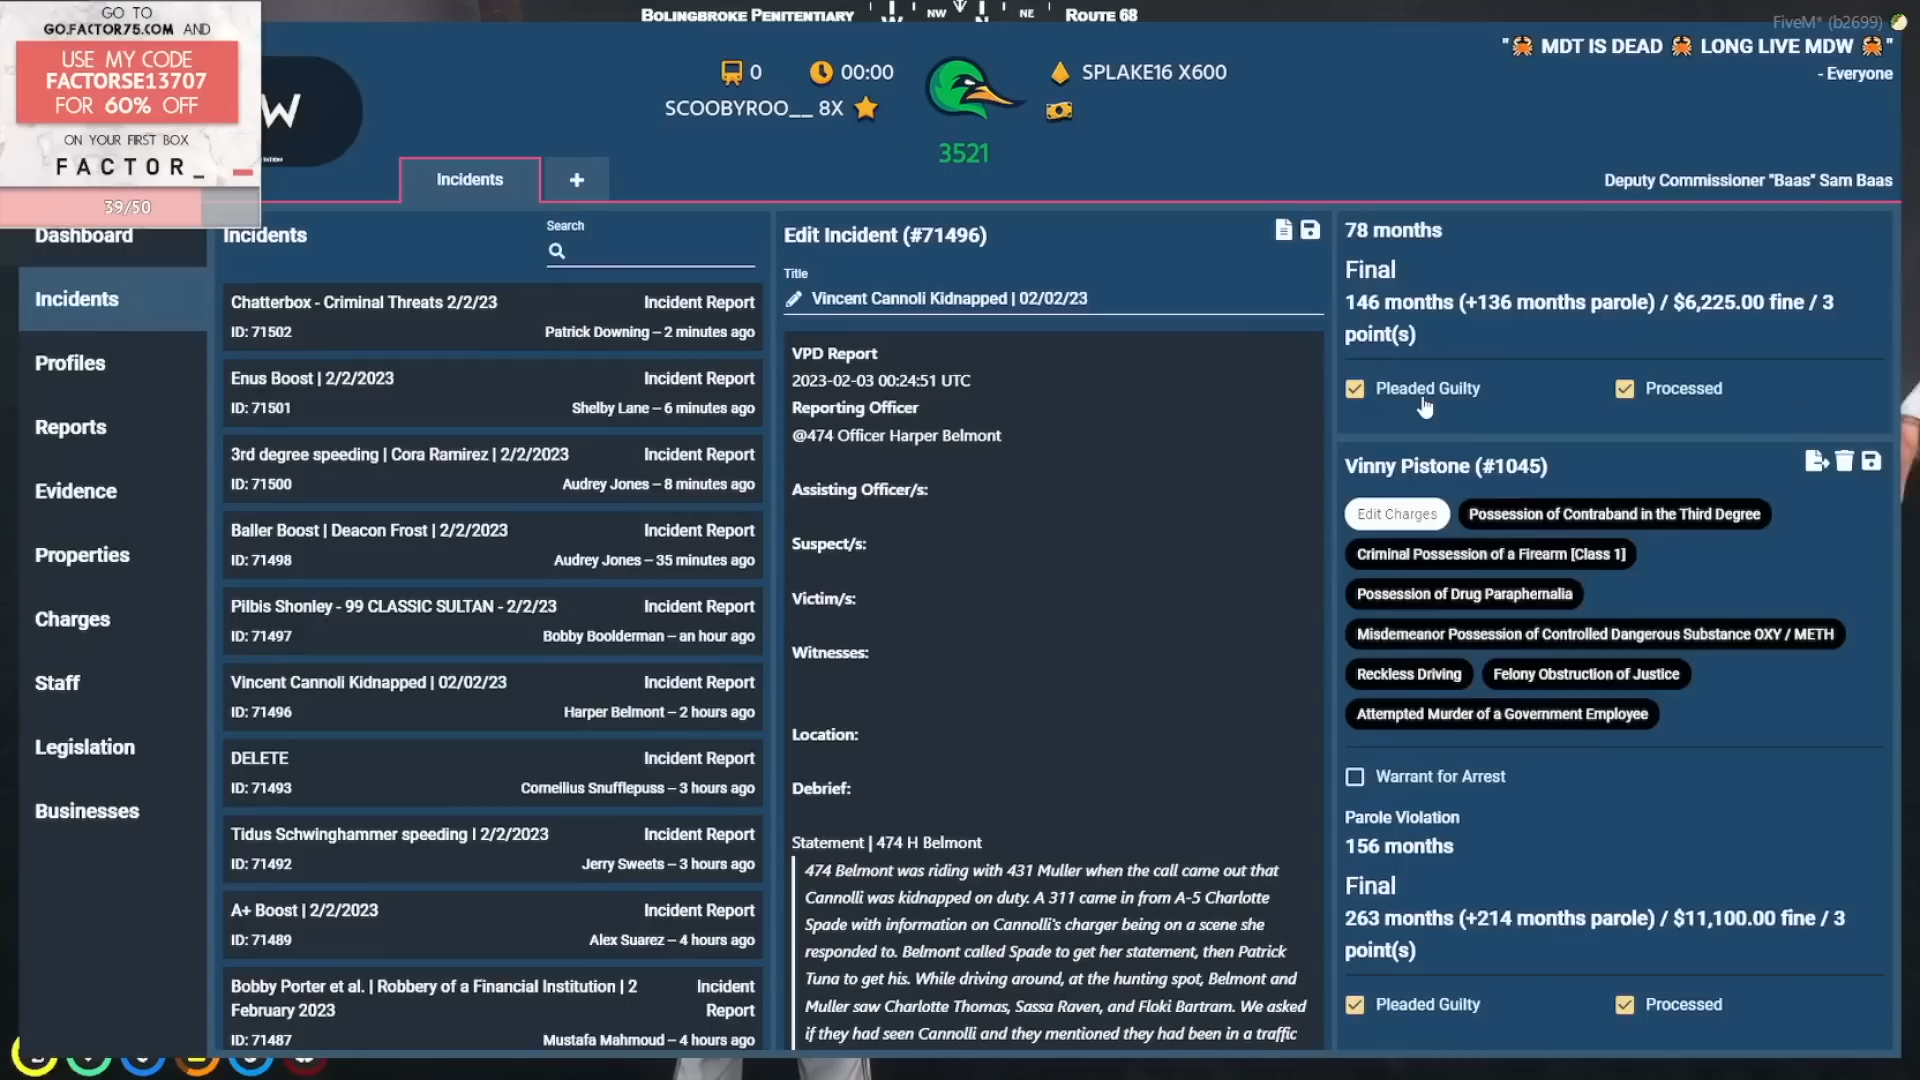 BOLINGBROKE PENITENTIARY
NW
NE
ROUTE 68
FiveM* (b2699)
GO TO
GO.FACTOR75.COM AND
USE MY CODE
FACTORSE13707
FOR 60% OFF
ON YOUR FIRST BOX
FACTOR_
39/50
W
0
00:00
SCOOBYROO__ 8X
SPLAKE16 X600
3521
"🦀 MDT IS DEAD 🦀 LONG LIVE MDW 🦀"
- Everyone
Incidents
+
Deputy Commissioner "Baas" Sam Baas
Dashboard
Incidents
Profiles
Reports
Evidence
Properties
Charges
Staff
Legislation
Businesses
Incidents
Search
Chatterbox - Criminal Threats 2/2/23 Incident Report
ID: 71502 Patrick Downing – 2 minutes ago
Enus Boost | 2/2/2023 Incident Report
ID: 71501 Shelby Lane – 6 minutes ago
3rd degree speeding | Cora Ramirez | 2/2/2023 Incident Report
ID: 71500 Audrey Jones – 8 minutes ago
Baller Boost | Deacon Frost | 2/2/2023 Incident Report
ID: 71498 Audrey Jones – 35 minutes ago
Pilbis Shonley - 99 CLASSIC SULTAN - 2/2/23 Incident Report
ID: 71497 Bobby Boolderman – an hour ago
Vincent Cannoli Kidnapped | 02/02/23 Incident Report
ID: 71496 Harper Belmont – 2 hours ago
DELETE Incident Report
ID: 71493 Cornelius Snufflepuss – 3 hours ago
Tidus Schwinghammer speeding I 2/2/2023 Incident Report
ID: 71492 Jerry Sweets – 3 hours ago
A+ Boost | 2/2/2023 Incident Report
ID: 71489 Alex Suarez – 4 hours ago
Bobby Porter et al. | Robbery of a Financial Institution | 2 Incident
February 2023 Report
ID: 71487 Mustafa Mahmoud – 4 hours ago
Edit Incident (#71496)
Title
Vincent Cannoli Kidnapped | 02/02/23
VPD Report
2023-02-03 00:24:51 UTC
Reporting Officer
@474 Officer Harper Belmont
Assisting Officer/s:
Suspect/s:
Victim/s:
Witnesses:
Location:
Debrief:
Statement | 474 H Belmont
474 Belmont was riding with 431 Muller when the call came out that
Cannolli was kidnapped on duty. A 311 came in from A-5 Charlotte
Spade with information on Cannolli's charger being on a scene she
responded to. Belmont called Spade to get her statement, then Patrick
Tuna to get his. While driving around, at the hunting spot, Belmont and
Muller saw Charlotte Thomas, Sassa Raven, and Floki Bartram. We asked
if they had seen Cannolli and they mentioned they had been in a traffic
78 months
Final
146 months (+136 months parole) / $6,225.00 fine / 3
point(s)
Pleaded Guilty
Processed
Vinny Pistone (#1045)
Edit Charges
Possession of Contraband in the Third Degree
Criminal Possession of a Firearm [Class 1]
Possession of Drug Paraphernalia
Misdemeanor Possession of Controlled Dangerous Substance OXY / METH
Reckless Driving
Felony Obstruction of Justice
Attempted Murder of a Government Employee
Warrant for Arrest
Parole Violation
156 months
Final
263 months (+214 months parole) / $11,100.00 fine / 3
point(s)
Pleaded Guilty
Processed